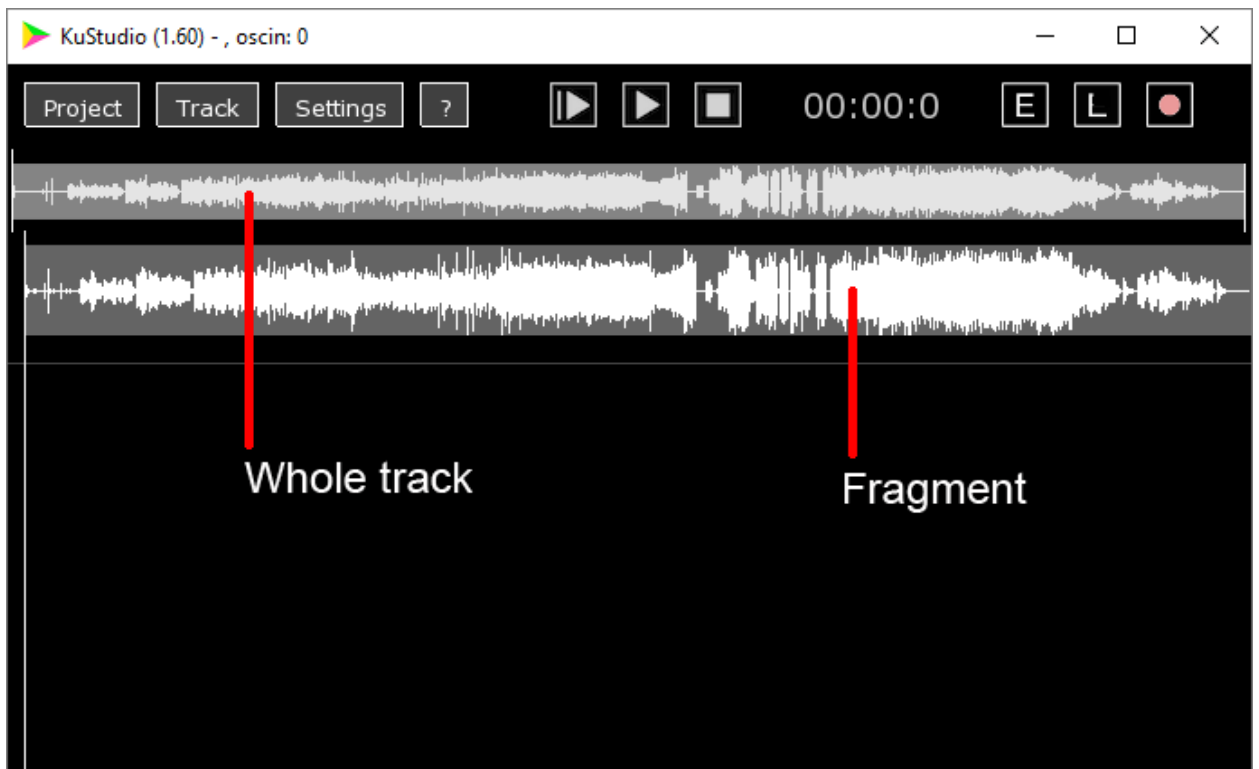 KuStudio (1.60) - , oscin: 0
Project Track Settings ? 00:00:0 E L
Whole track
Fragment